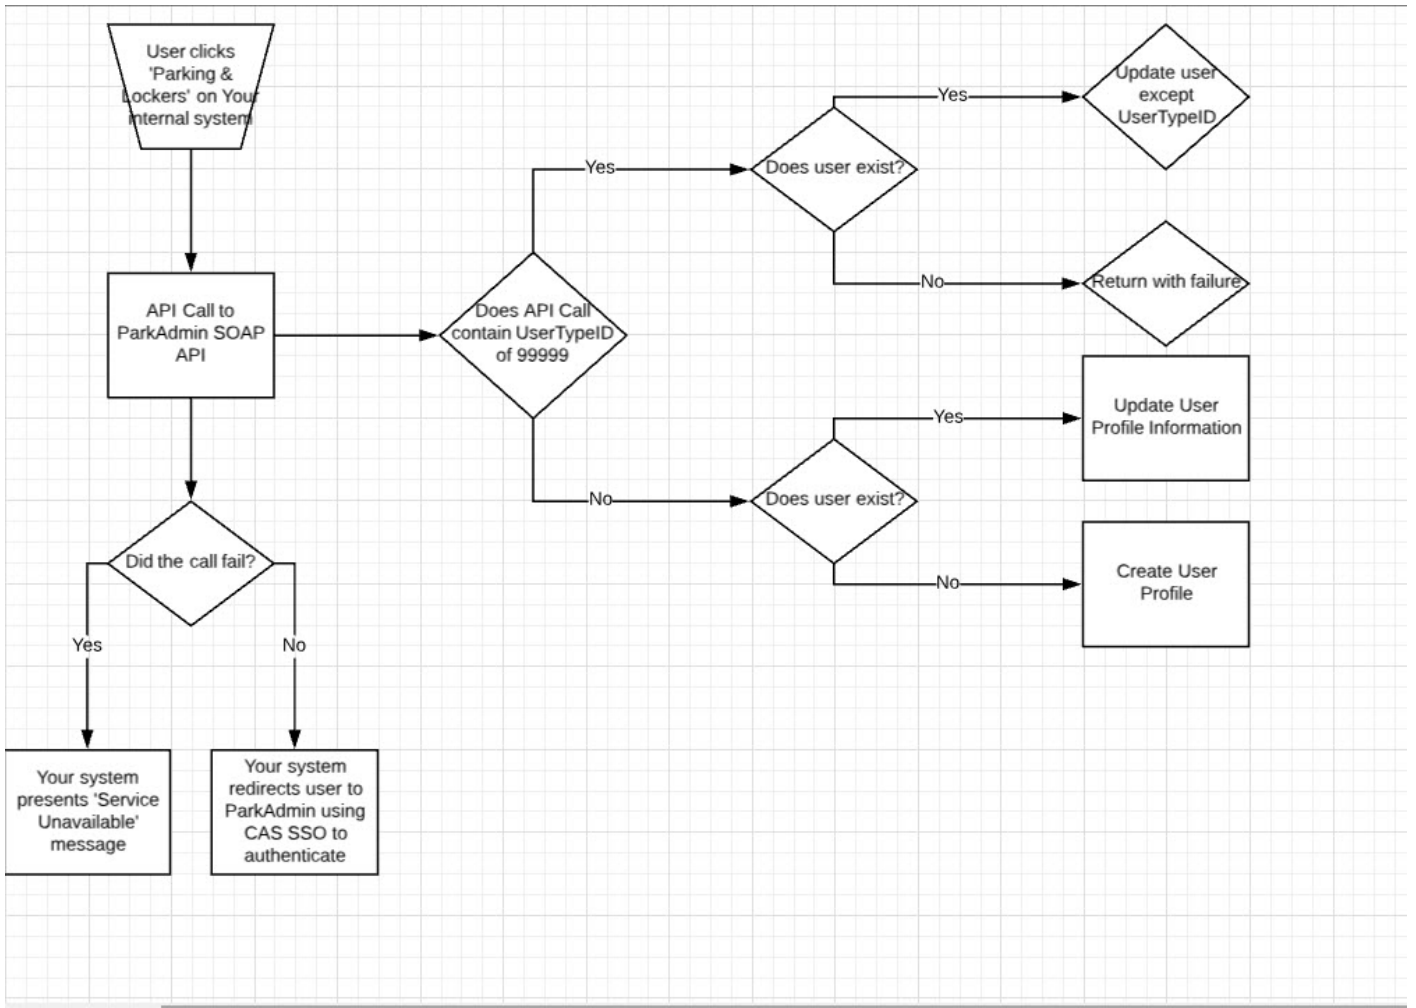 User clicks
'Parking &
Lockers' on Your
internal system
API Call to
ParkAdmin SOAP
API
Did the call fail?
Yes
No
Your system
presents 'Service
Unavailable'
message
Your system
redirects user to
ParkAdmin using
CAS SSO to
authenticate
Does API Call
contain UserTypeID
of 99999
Yes
No
Does user exist?
Yes
No
Update user
except
UserTypeID
Return with failure
Does user exist?
Yes
No
Update User
Profile Information
Create User
Profile